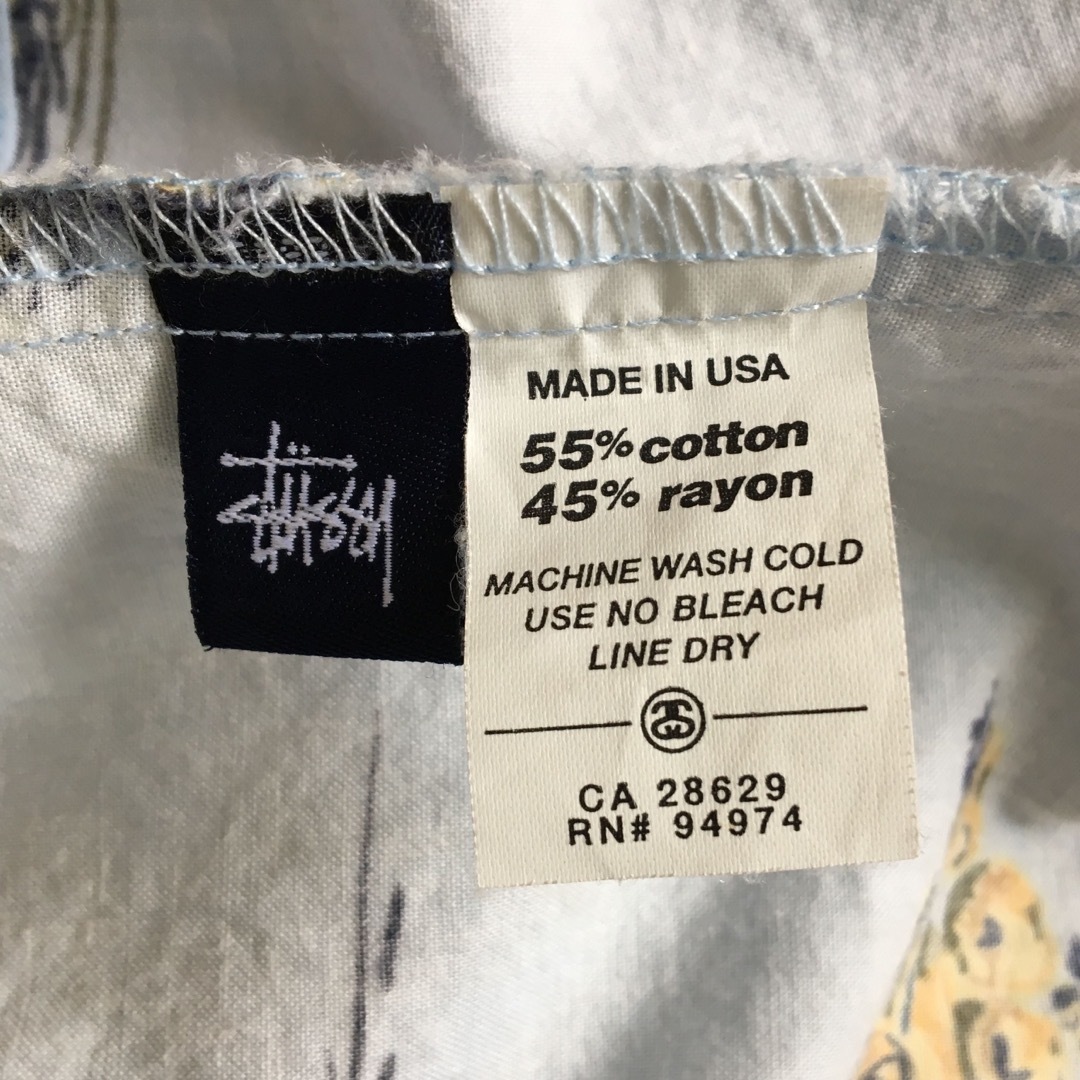 stüssy
MADE IN USA
55% cotton
45% rayon
MACHINE WASH COLD
USE NO BLEACH
LINE DRY
CA 28629
RN# 94974